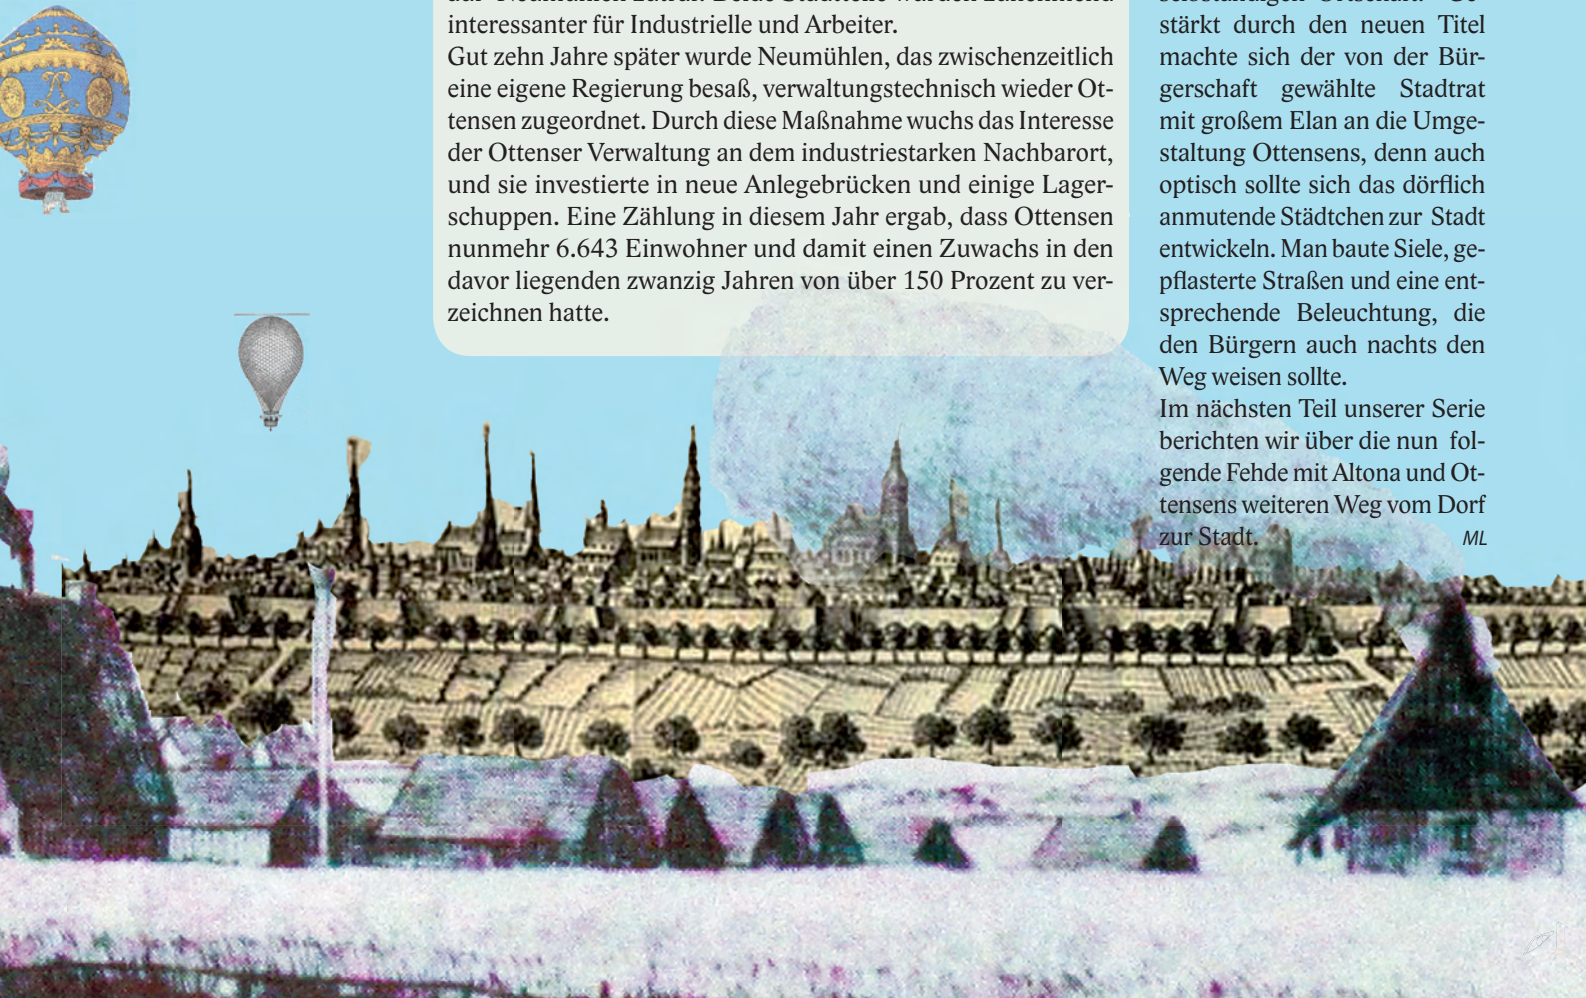 interessanter für Industrielle und Arbeiter.
Gut zehn Jahre später wurde Neumühlen, das zwischenzeitlich
eine eigene Regierung besaß, verwaltungstechnisch wieder Ot-
tensen zugeordnet. Durch diese Maßnahme wuchs das Interesse
der Ottenser Verwaltung an dem industriestarken Nachbarort,
und sie investierte in neue Anlegebrücken und einige Lager-
schuppen. Eine Zählung in diesem Jahr ergab, dass Ottensen
nunmehr 6.643 Einwohner und damit einen Zuwachs in den
davor liegenden zwanzig Jahren von über 150 Prozent zu ver-
zeichnen hatte.
stärkt durch den neuen Titel
machte sich der von der Bür-
gerschaft gewählte Stadtrat
mit großem Elan an die Umge-
staltung Ottensens, denn auch
optisch sollte sich das dörflich
anmutende Städtchen zur Stadt
entwickeln. Man baute Siele, ge-
pflasterte Straßen und eine ent-
sprechende Beleuchtung, die
den Bürgern auch nachts den
Weg weisen sollte.
Im nächsten Teil unserer Serie
berichten wir über die nun fol-
gende Fehde mit Altona und Ot-
tensens weiteren Weg vom Dorf
zur Stadt. ML